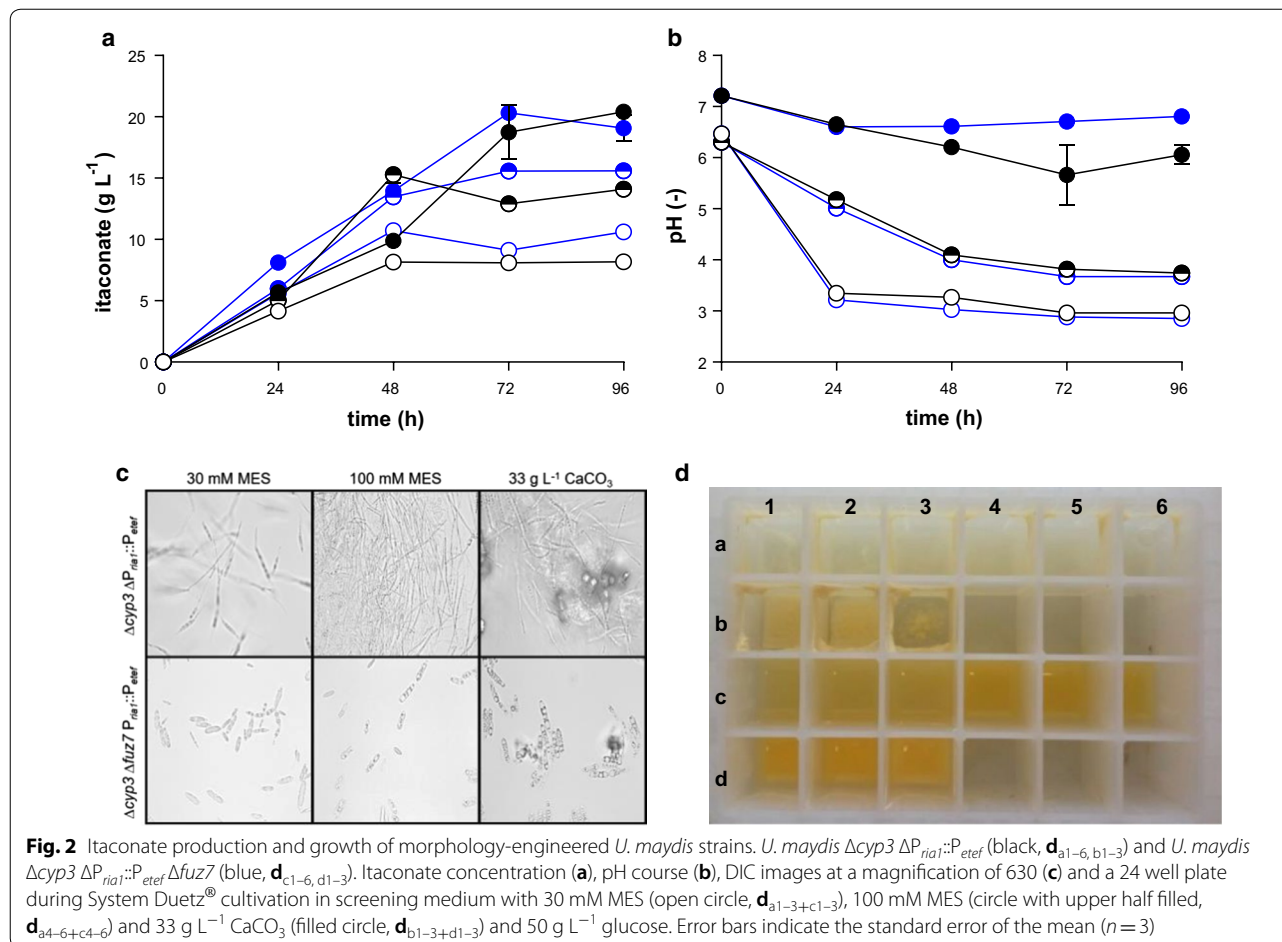 a
b
25
20
15
10
5
0
itaconate (g L⁻¹)
0 24 48 72 96
time (h)
8
7
6
5
4
3
2
pH (-)
0 24 48 72 96
time (h)
c
30 mM MES 100 mM MES 33 g L⁻¹ CaCO₃
Δcyp3 ΔPria1::Petef
Δcyp3 Δfuz7 Pria1::Petef
d
1 2 3 4 5 6
a
b
c
d
Fig. 2 Itaconate production and growth of morphology-engineered U. maydis strains. U. maydis Δcyp3 ΔPria1::Petef (black, da1–6, b1–3) and U. maydis
Δcyp3 ΔPria1::Petef Δfuz7 (blue, dc1–6, d1–3). Itaconate concentration (a), pH course (b), DIC images at a magnification of 630 (c) and a 24 well plate
during System Duetz® cultivation in screening medium with 30 mM MES (open circle, da1–3+c1–3), 100 mM MES (circle with upper half filled,
da4–6+c4–6) and 33 g L⁻¹ CaCO₃ (filled circle, db1–3+d1–3) and 50 g L⁻¹ glucose. Error bars indicate the standard error of the mean (n = 3)